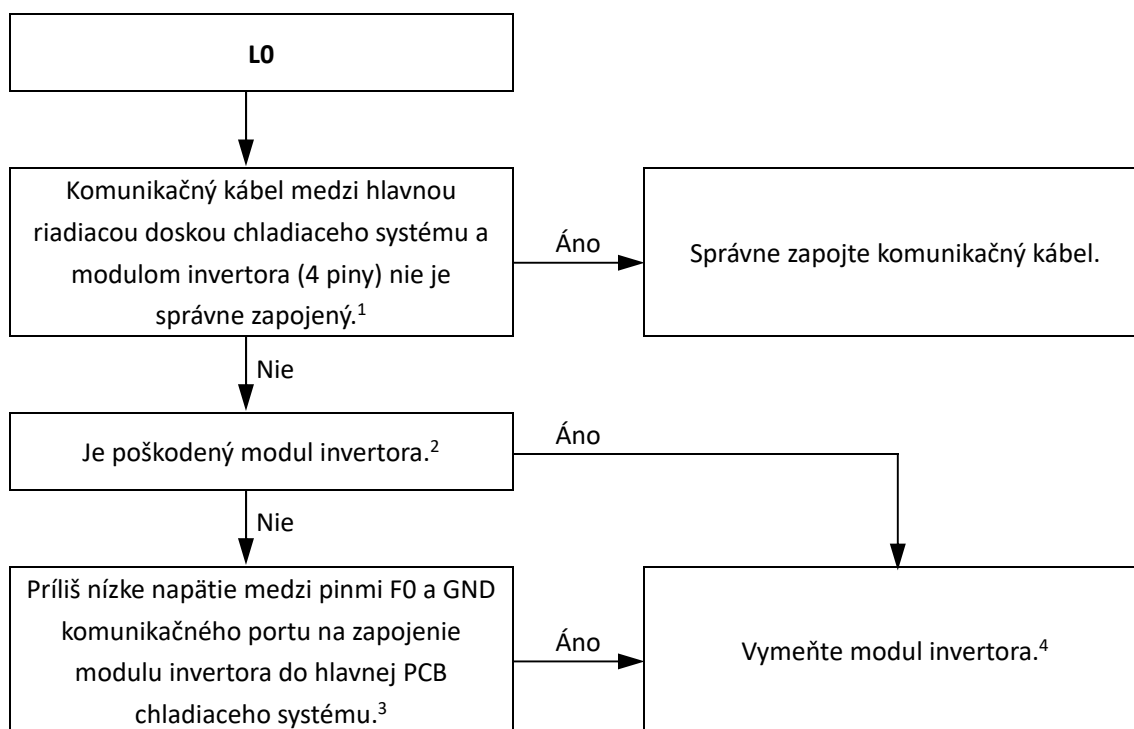 L0
Komunikačný kábel medzi hlavnou
riadiacou doskou chladiaceho systému a
modulom invertora (4 piny) nie je
správne zapojený.¹
Áno
Správne zapojte komunikačný kábel.
Nie
Je poškodený modul invertora.²
Áno
Nie
Príliš nízke napätie medzi pinmi F0 a GND
komunikačného portu na zapojenie
modulu invertora do hlavnej PCB
chladiaceho systému.³
Áno
Vymeňte modul invertora.⁴